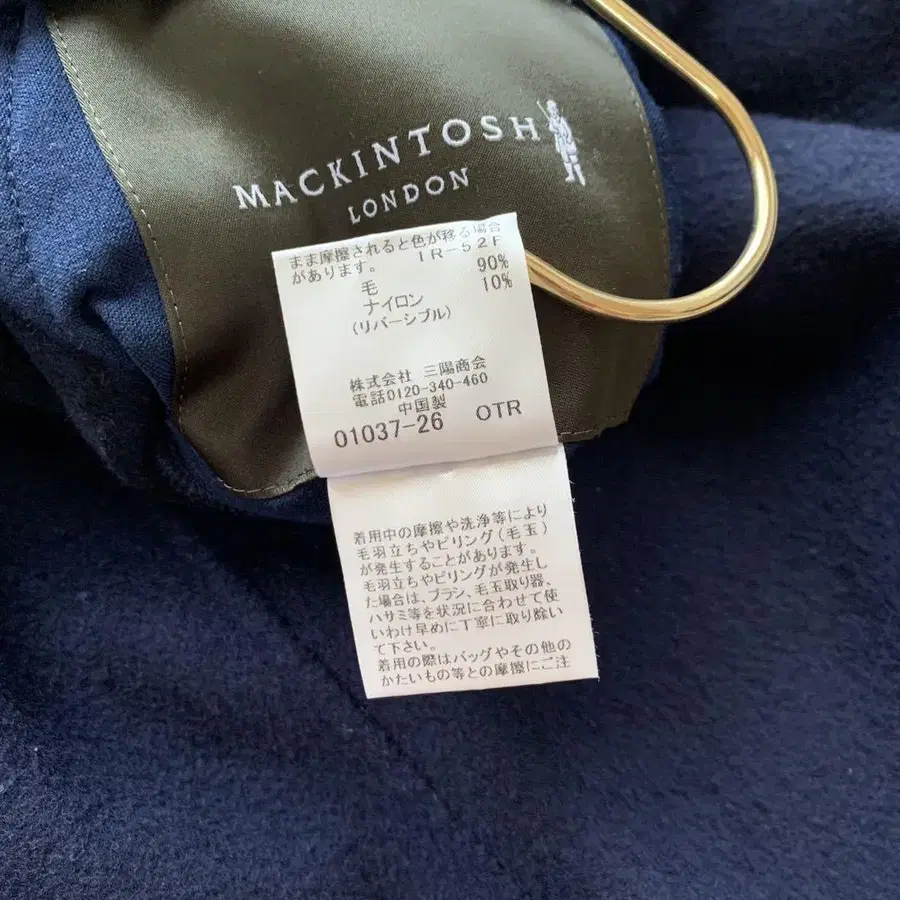 MACKINTOSH
LONDON
まま摩擦されると色が移る場合
があります。 IR-52F
毛 90%
ナイロン 10%
(リバーシブル)
株式会社 三陽商会
電話0120-340-460
中国製
01037-26 OTR
着用中の摩擦や洗浄等により
毛羽立ちやピリング(毛玉)
が発生することがあります。
毛羽立ちやピリングが発生し
た場合は、ブラシ、毛玉取り器、
ハサミ等を状況に合わせて使
いわけ早めに丁寧に取り除い
て下さい。
着用の際はバッグやその他の
かたいもの等との摩擦にご注